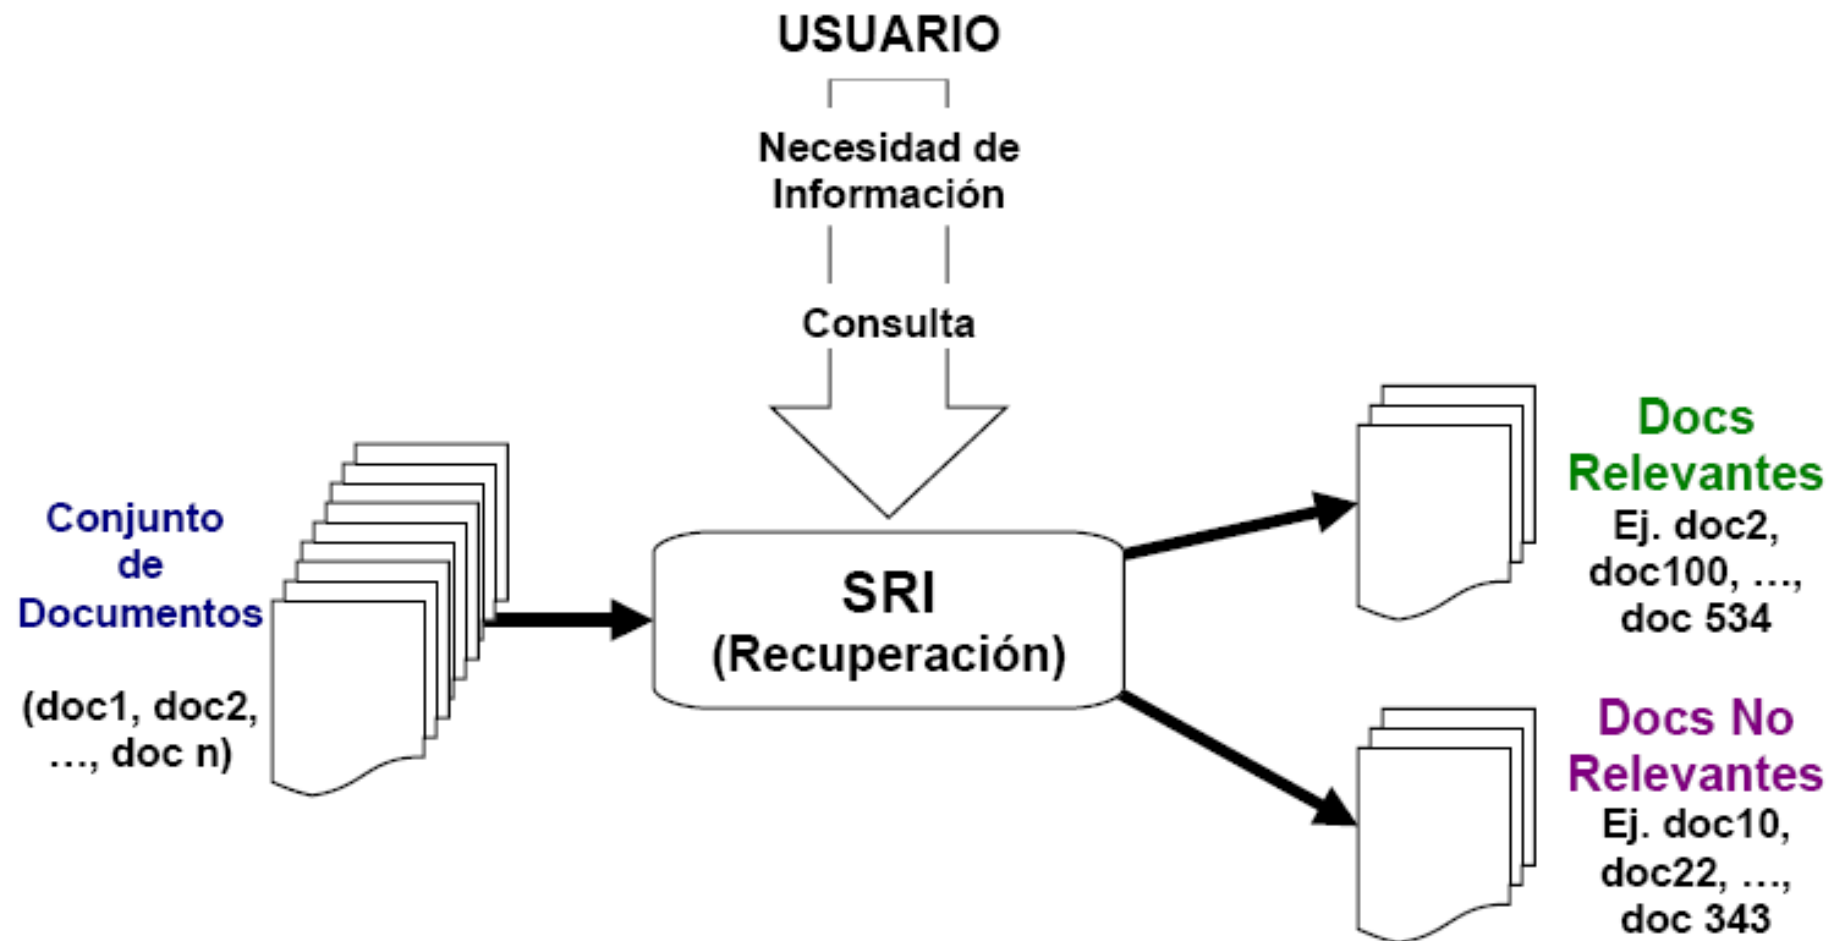 USUARIO
Necesidad de
Información
Consulta
Conjunto
de
Documentos
(doc1, doc2,
…, doc n)
SRI
(Recuperación)
Docs
Relevantes
Ej. doc2,
doc100, …,
doc 534
Docs No
Relevantes
Ej. doc10,
doc22, …,
doc 343